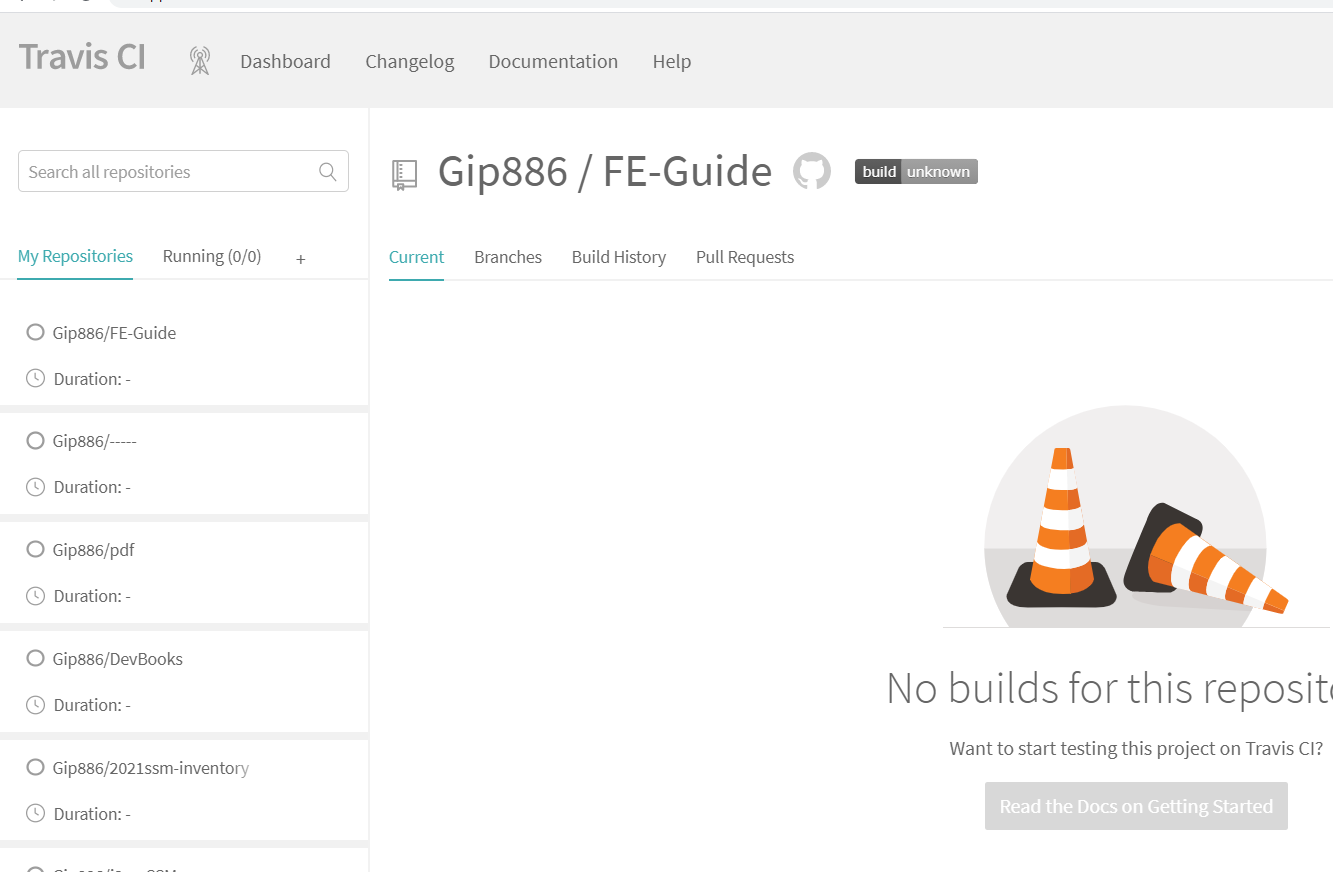 Travis CI
Dashboard Changelog Documentation Help
Search all repositories
My Repositories Running (0/0) +
Gip886/FE-Guide
Duration: -
Gip886/-----
Duration: -
Gip886/pdf
Duration: -
Gip886/DevBooks
Duration: -
Gip886/2021ssm-inventory
Duration: -
Gip886 / FE-Guide build unknown
Current Branches Build History Pull Requests
No builds for this
Want to start testing this project on Travis CI?
Read the Docs on Getting Started